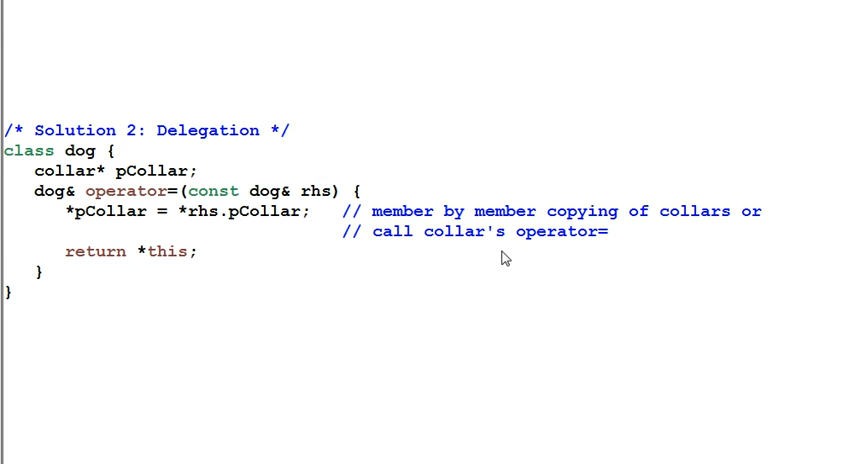 /* Solution 2: Delegation */
class dog {
collar* pCollar;
dog& operator=(const dog& rhs) {
*pCollar = *rhs.pCollar; // member by member copying of collars or
// call collar's operator=
return *this;
}
}